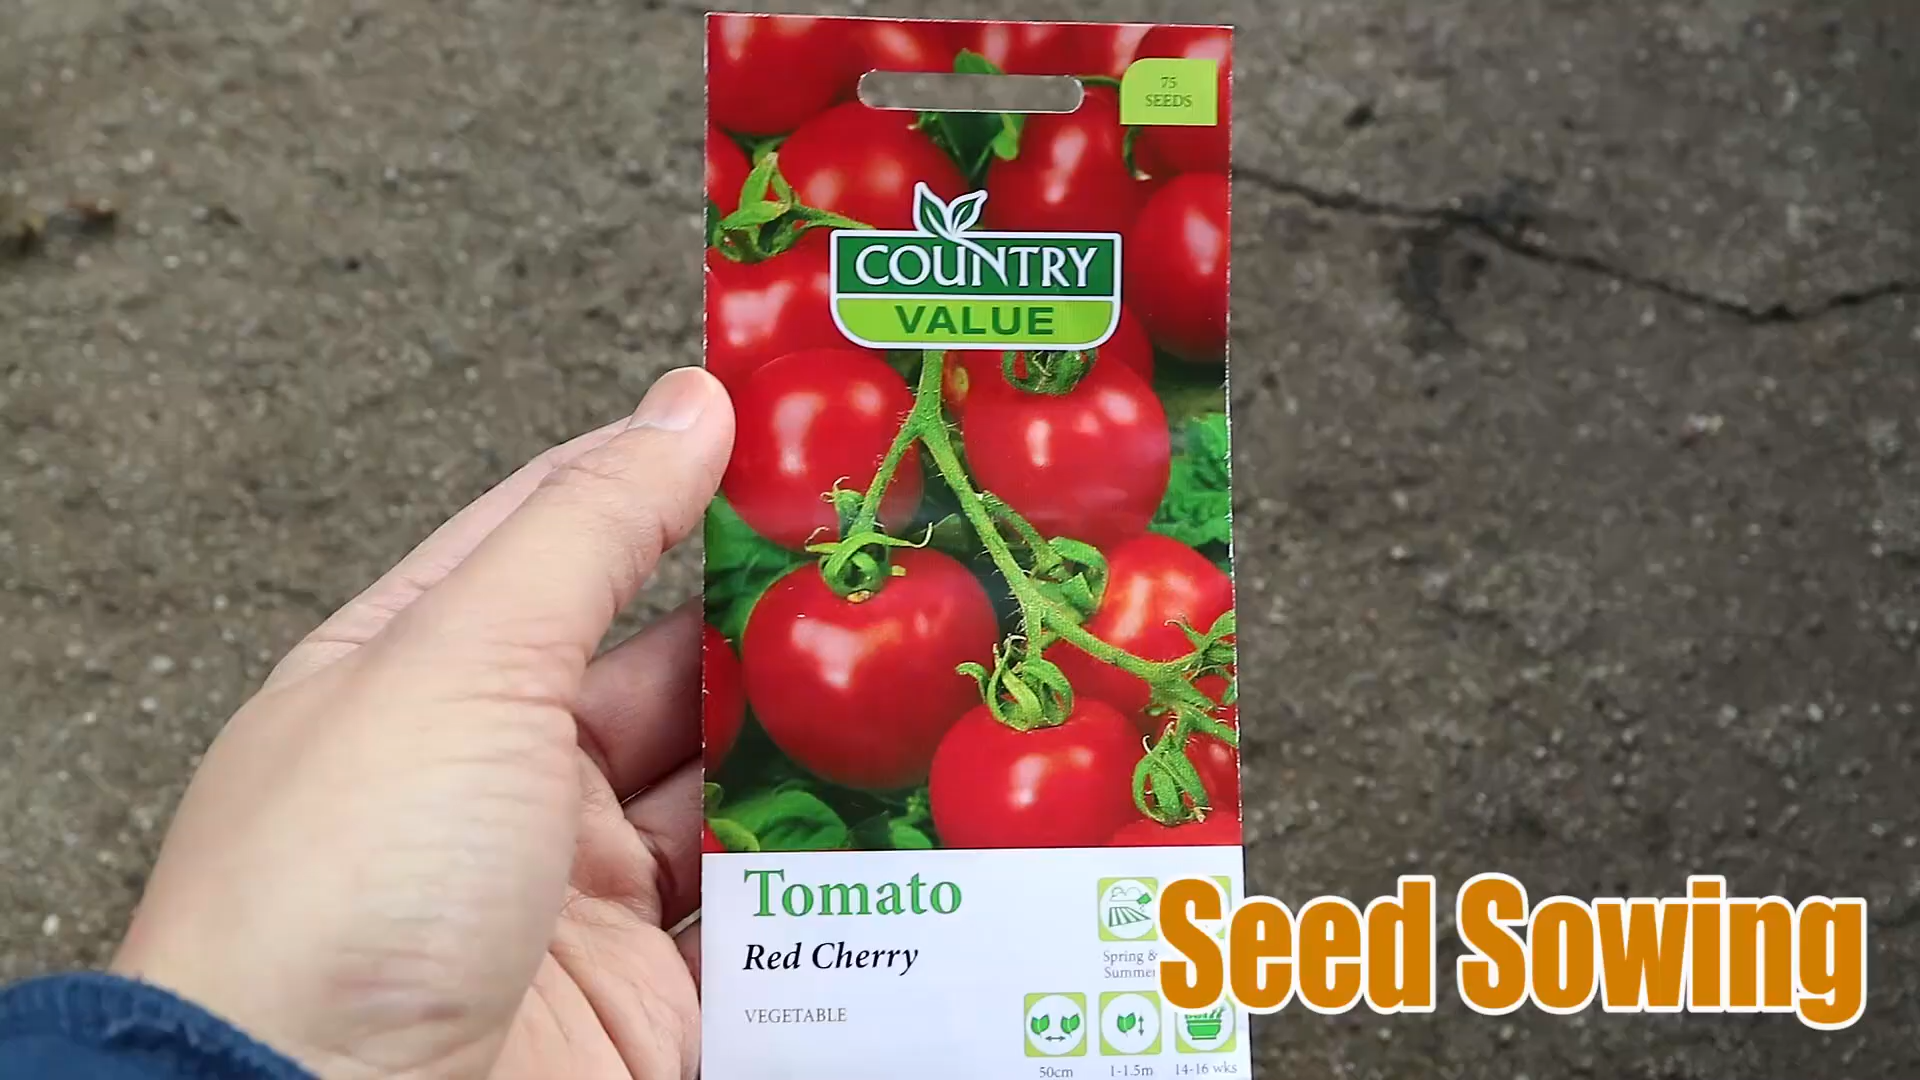 75
SEEDS
COUNTRY
VALUE
Tomato
Red Cherry
VEGETABLE
Spring &
Summer
50cm
1-1.5m
14-16 wks
Seed Sowing